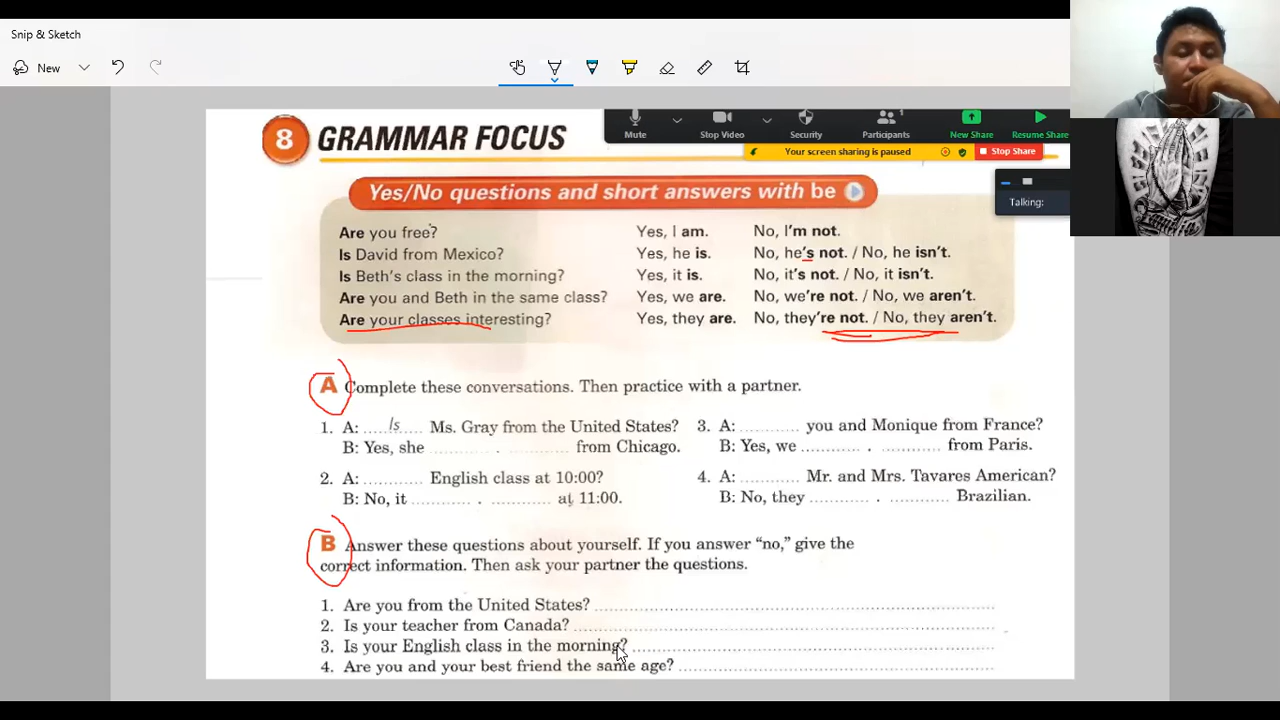 Snip & Sketch
New
Mute
Stop Video
Security
1
Participants
New Share
Resume Share
Your screen sharing is paused
Stop Share
Talking:
8 GRAMMAR FOCUS
Yes/No questions and short answers with be
Are you free? Yes, I am. No, I'm not.
Is David from Mexico? Yes, he is. No, he's not. / No, he isn't.
Is Beth's class in the morning? Yes, it is. No, it's not. / No, it isn't.
Are you and Beth in the same class? Yes, we are. No, we're not. / No, we aren't.
Are your classes interesting? Yes, they are. No, they're not. / No, they aren't.
A Complete these conversations. Then practice with a partner.
1. A: Is Ms. Gray from the United States?
B: Yes, she ............ . ............ from Chicago.
2. A: ............ English class at 10:00?
B: No, it ............ . ............ at 11:00.
3. A: ............ you and Monique from France?
B: Yes, we ............ . ............ from Paris.
4. A: ............ Mr. and Mrs. Tavares American?
B: No, they ............ . ............ Brazilian.
B Answer these questions about yourself. If you answer “no,” give the
correct information. Then ask your partner the questions.
1. Are you from the United States?
2. Is your teacher from Canada?
3. Is your English class in the morning?
4. Are you and your best friend the same age?